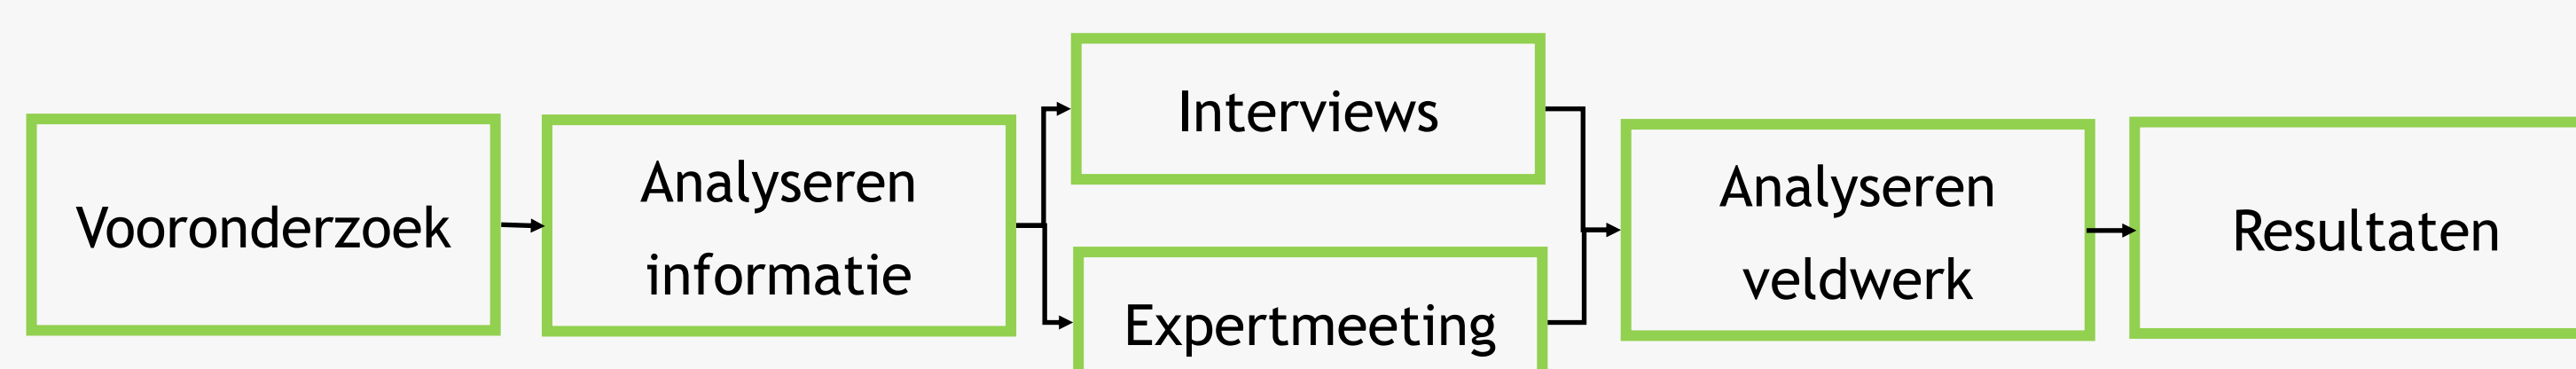 Vooronderzoek
Analyseren
informatie
Interviews
Expertmeeting
Analyseren
veldwerk
Resultaten